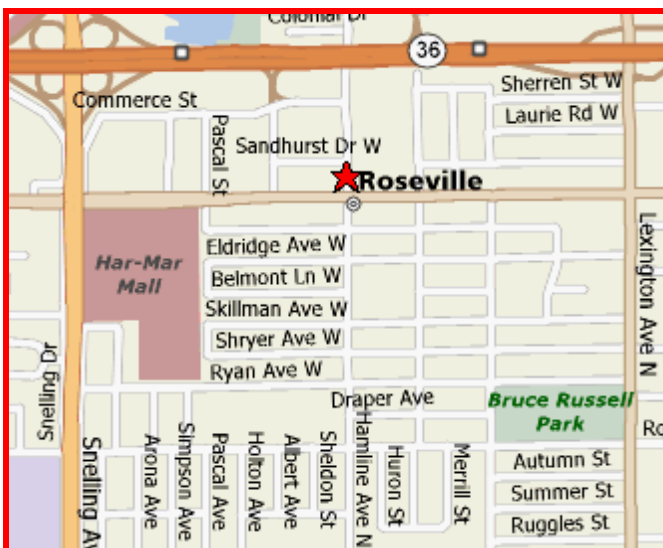 Colonial Dr
36
Sherren St W
Commerce St
Laurie Rd W
Pascal St
Sandhurst Dr W
Roseville
Eldridge Ave W
Har-Mar
Mall
Belmont Ln W
Lexington Ave N
Skillman Ave W
Shryer Ave W
Snelling Dr
Ryan Ave W
Draper Ave
Bruce Russell
Park
Ro
Snelling Av
Arona Ave
Simpson Ave
Pascal Ave
Holton Ave
Albert Ave
Sheldon St
Hamline Ave N
Huron St
Merrill St
Autumn St
Summer St
Ruggles St